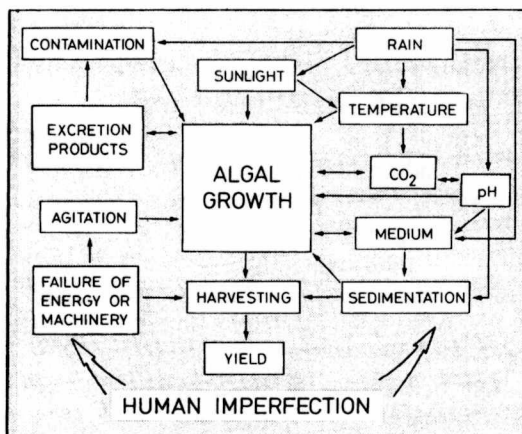 CONTAMINATION
RAIN
SUNLIGHT
TEMPERATURE
EXCRETION
PRODUCTS
ALGAL
GROWTH
CO2
pH
AGITATION
MEDIUM
FAILURE OF
ENERGY OR
MACHINERY
HARVESTING
SEDIMENTATION
YIELD
HUMAN IMPERFECTION